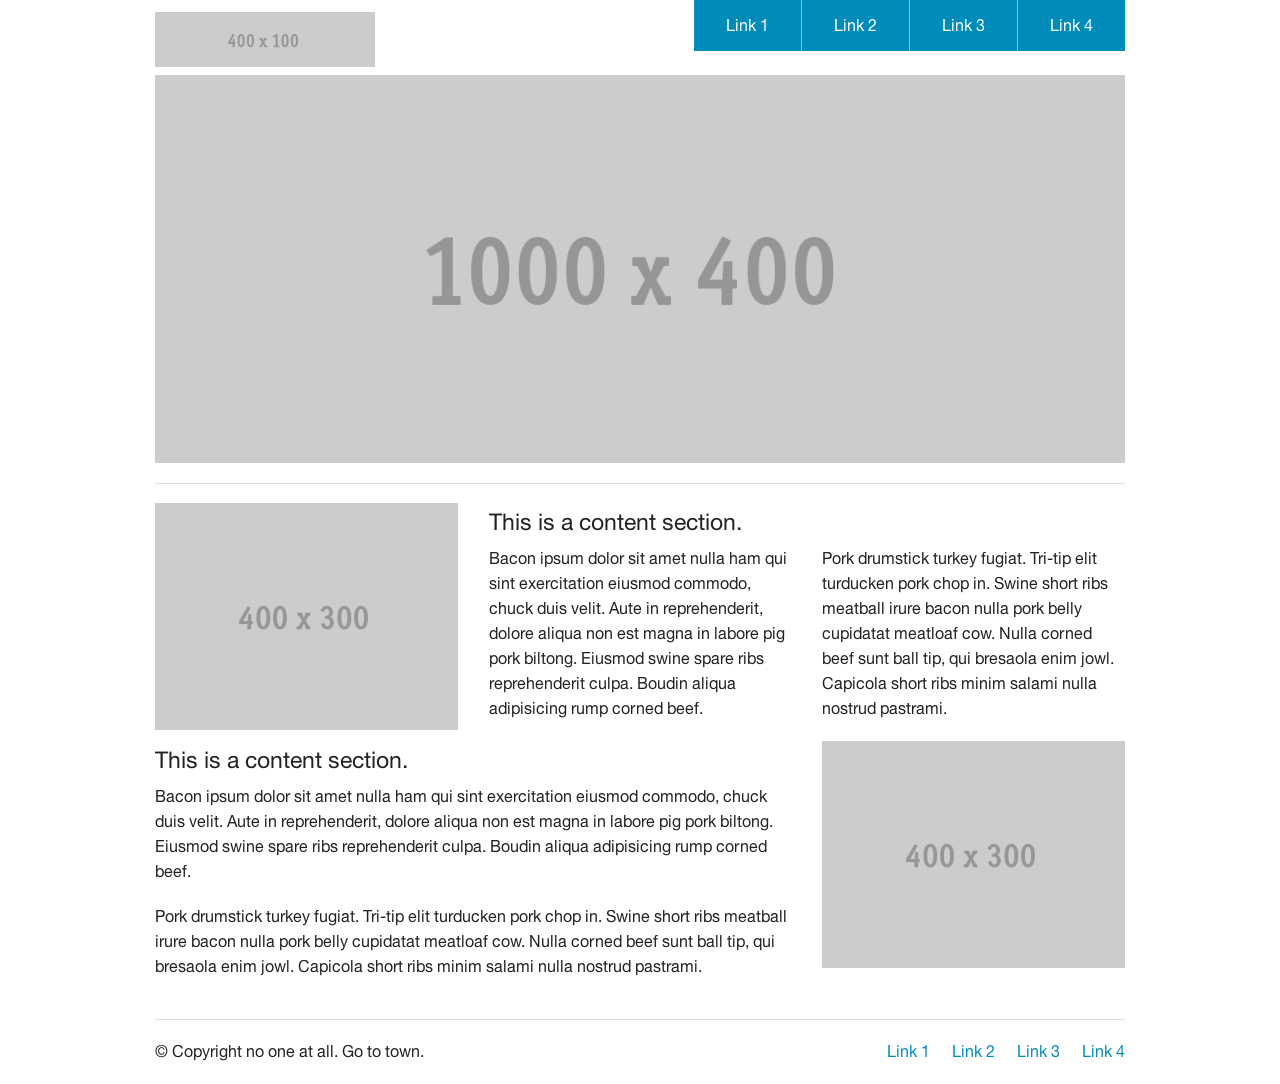 400 x 100
Link 1
Link 2
Link 3
Link 4
1000 x 400
400 x 300
This is a content section.
Bacon ipsum dolor sit amet nulla ham qui
sint exercitation eiusmod commodo,
chuck duis velit. Aute in reprehenderit,
dolore aliqua non est magna in labore pig
pork biltong. Eiusmod swine spare ribs
reprehenderit culpa. Boudin aliqua
adipisicing rump corned beef.
Pork drumstick turkey fugiat. Tri-tip elit
turducken pork chop in. Swine short ribs
meatball irure bacon nulla pork belly
cupidatat meatloaf cow. Nulla corned
beef sunt ball tip, qui bresaola enim jowl.
Capicola short ribs minim salami nulla
nostrud pastrami.
This is a content section.
Bacon ipsum dolor sit amet nulla ham qui sint exercitation eiusmod commodo, chuck
duis velit. Aute in reprehenderit, dolore aliqua non est magna in labore pig pork biltong.
Eiusmod swine spare ribs reprehenderit culpa. Boudin aliqua adipisicing rump corned
beef.
Pork drumstick turkey fugiat. Tri-tip elit turducken pork chop in. Swine short ribs meatball
irure bacon nulla pork belly cupidatat meatloaf cow. Nulla corned beef sunt ball tip, qui
bresaola enim jowl. Capicola short ribs minim salami nulla nostrud pastrami.
400 x 300
© Copyright no one at all. Go to town.
Link 1
Link 2
Link 3
Link 4